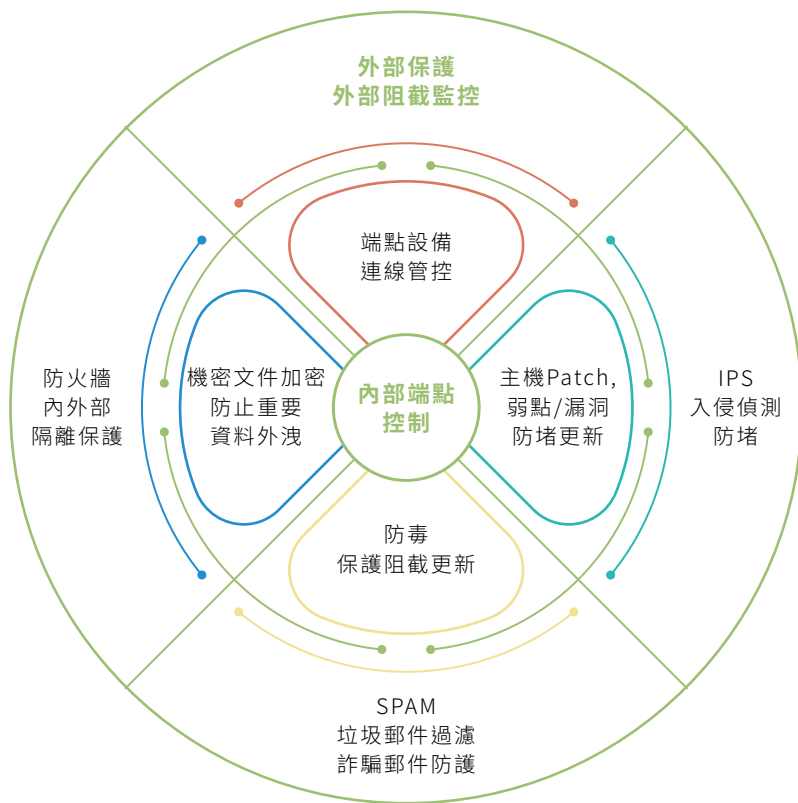 外部保護
外部阻截監控
端點設備
連線管控
防火牆
內外部
隔離保護
機密文件加密
防止重要
資料外洩
內部端點
控制
主機Patch,
弱點/漏洞
防堵更新
IPS
入侵偵測
防堵
防毒
保護阻截更新
SPAM
垃圾郵件過濾
詐騙郵件防護